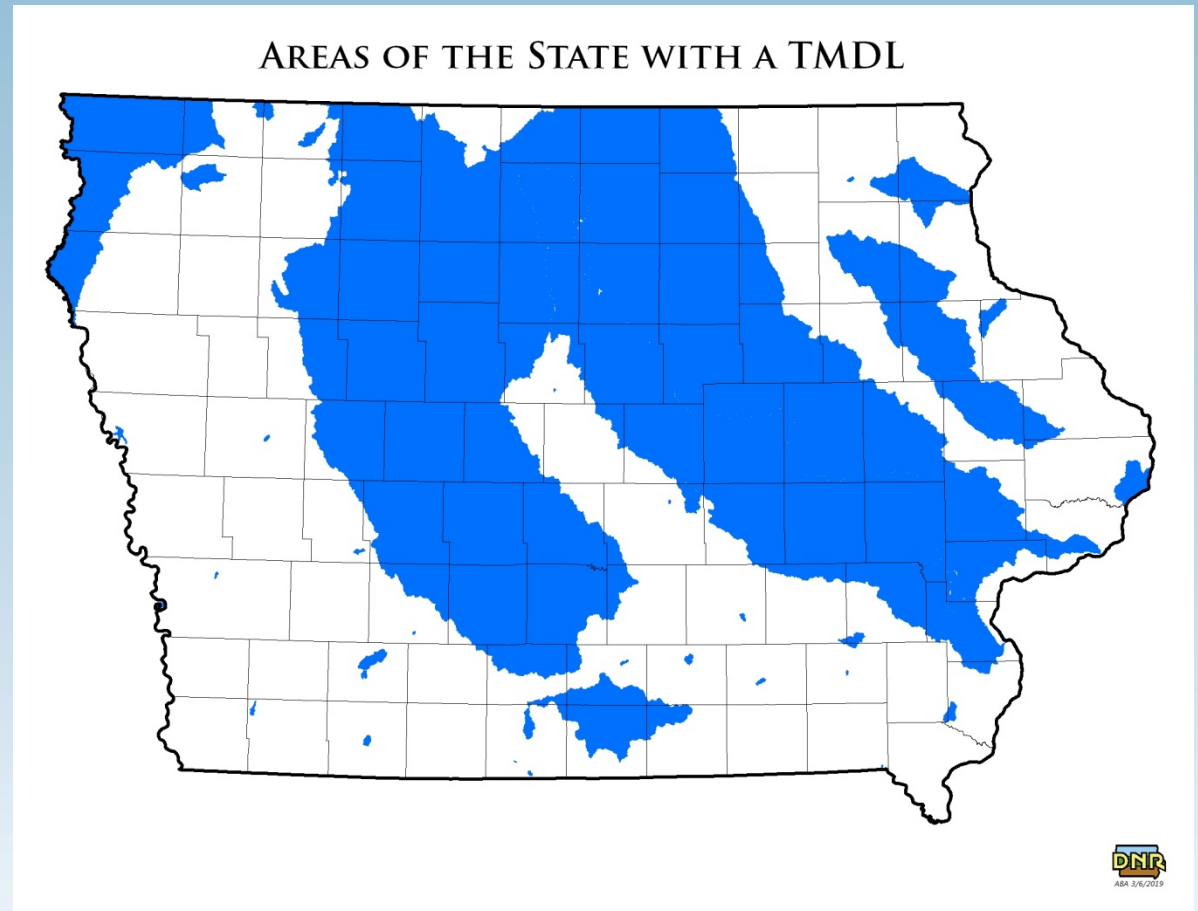 AREAS OF THE STATE WITH A TMDL
DNR
ABA 3/6/2019